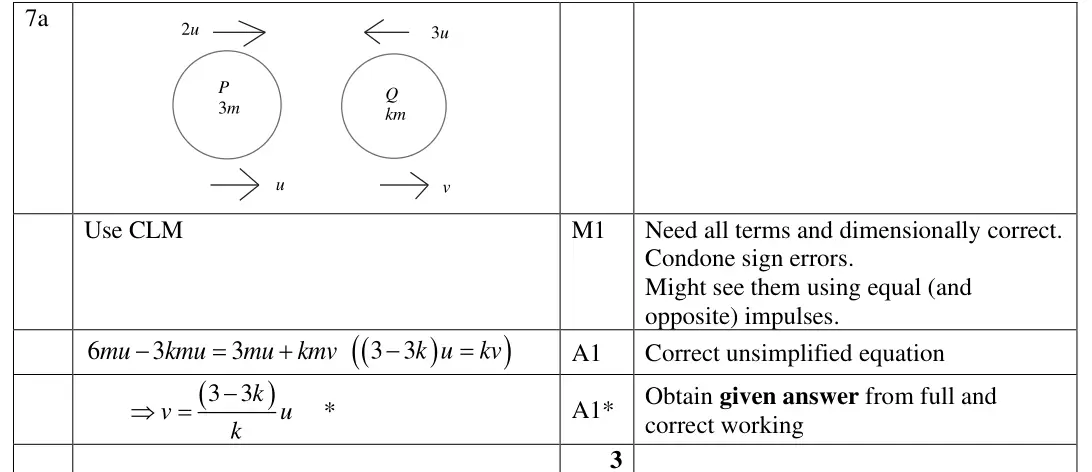 7a
2u
3u
P
3m
Q
km
u
v
Use CLM
M1
Need all terms and dimensionally correct.
Condone sign errors.
Might see them using equal (and
opposite) impulses.
6mu − 3kmu = 3mu + kmv ((3 − 3k)u = kv)
A1
Correct unsimplified equation
⇒ v = (3 − 3k)/k u *
A1*
Obtain given answer from full and
correct working
3